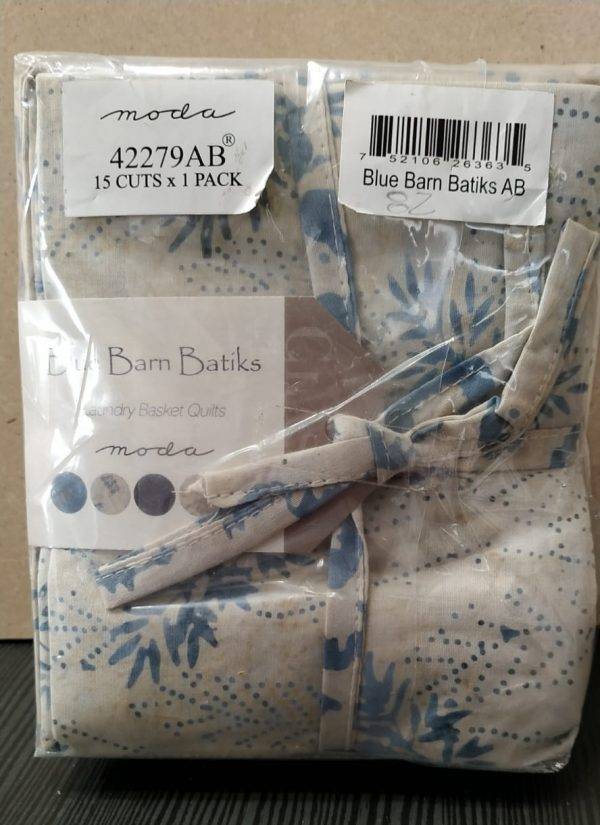 moda
42279AB®
15 CUTS x 1 PACK
7 52106 26363 5
Blue Barn Batiks AB
28
Blue Barn Batiks
Laundry Basket Quilts
moda